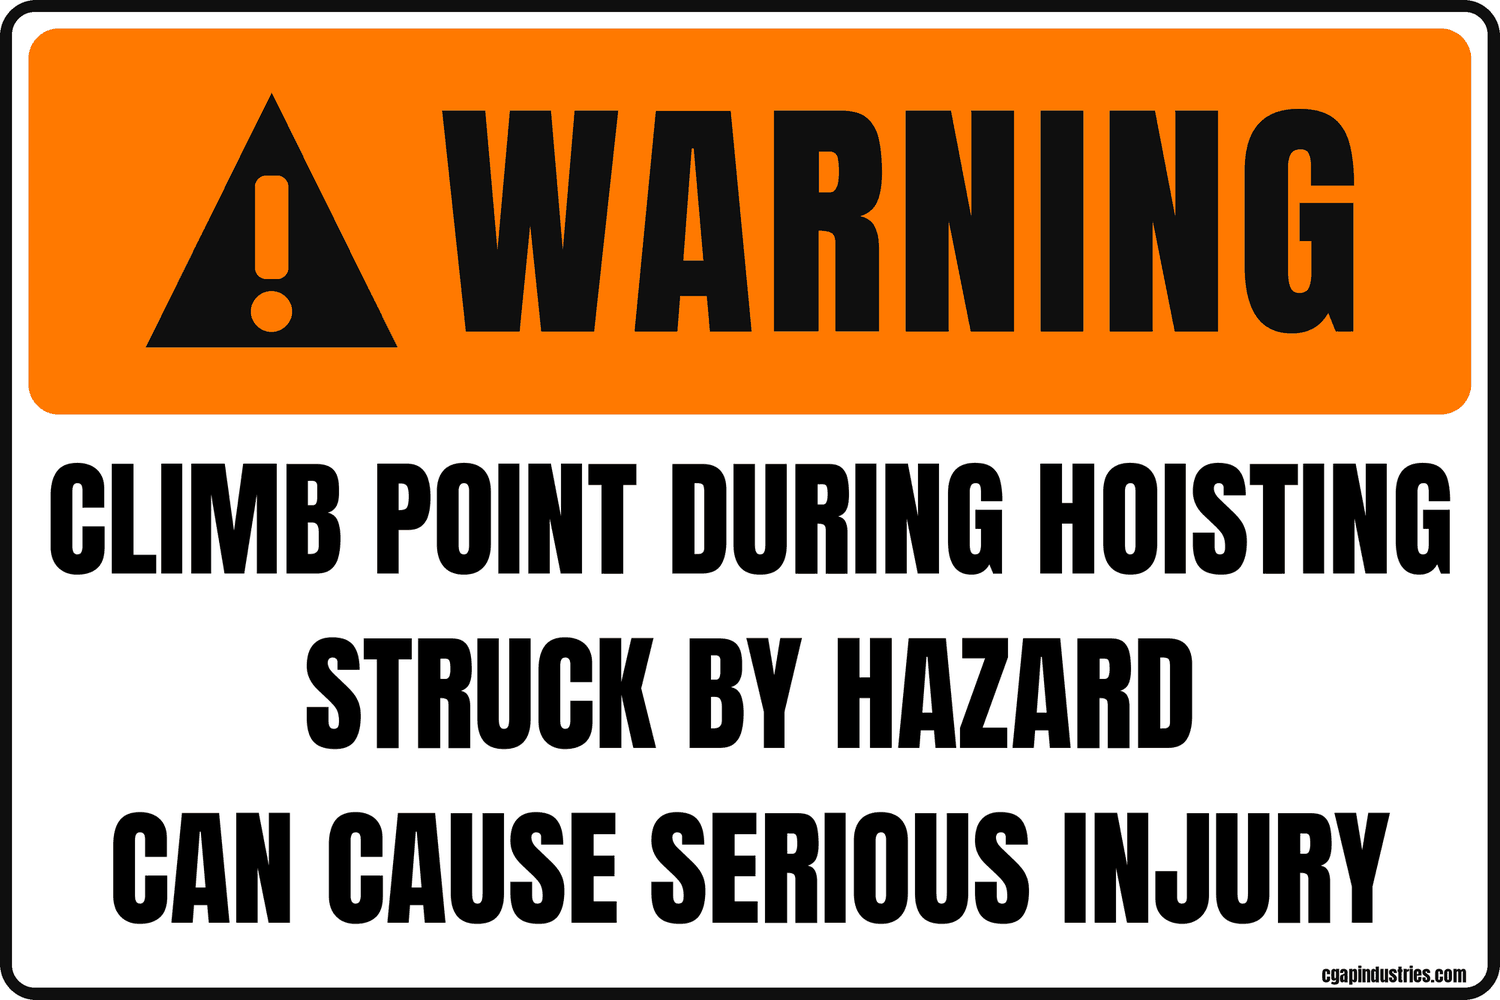 WARNING
CLIMB POINT DURING HOISTING
STRUCK BY HAZARD
CAN CAUSE SERIOUS INJURY
cgapindustries.com